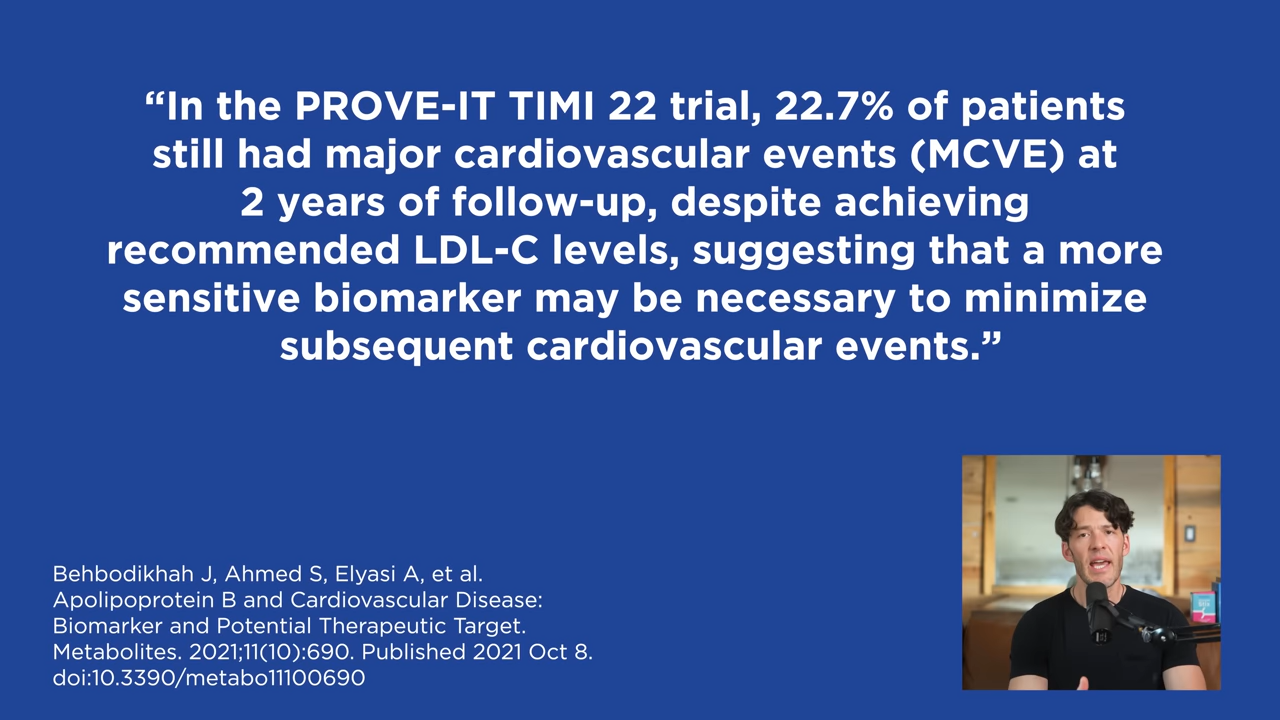 “In the PROVE-IT TIMI 22 trial, 22.7% of patients
still had major cardiovascular events (MCVE) at
2 years of follow-up, despite achieving
recommended LDL-C levels, suggesting that a more
sensitive biomarker may be necessary to minimize
subsequent cardiovascular events.”
Behbodikhah J, Ahmed S, Elyasi A, et al.
Apolipoprotein B and Cardiovascular Disease:
Biomarker and Potential Therapeutic Target.
Metabolites. 2021;11(10):690. Published 2021 Oct 8.
doi:10.3390/metabo11100690